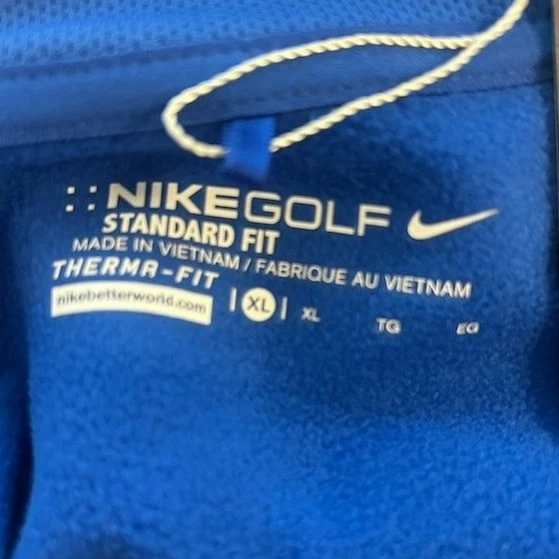 NIKEGOLF
STANDARD FIT
MADE IN VIETNAM / FABRIQUE AU VIETNAM
THERMA-FIT
nikebetterworld.com | XL | XL TG EG